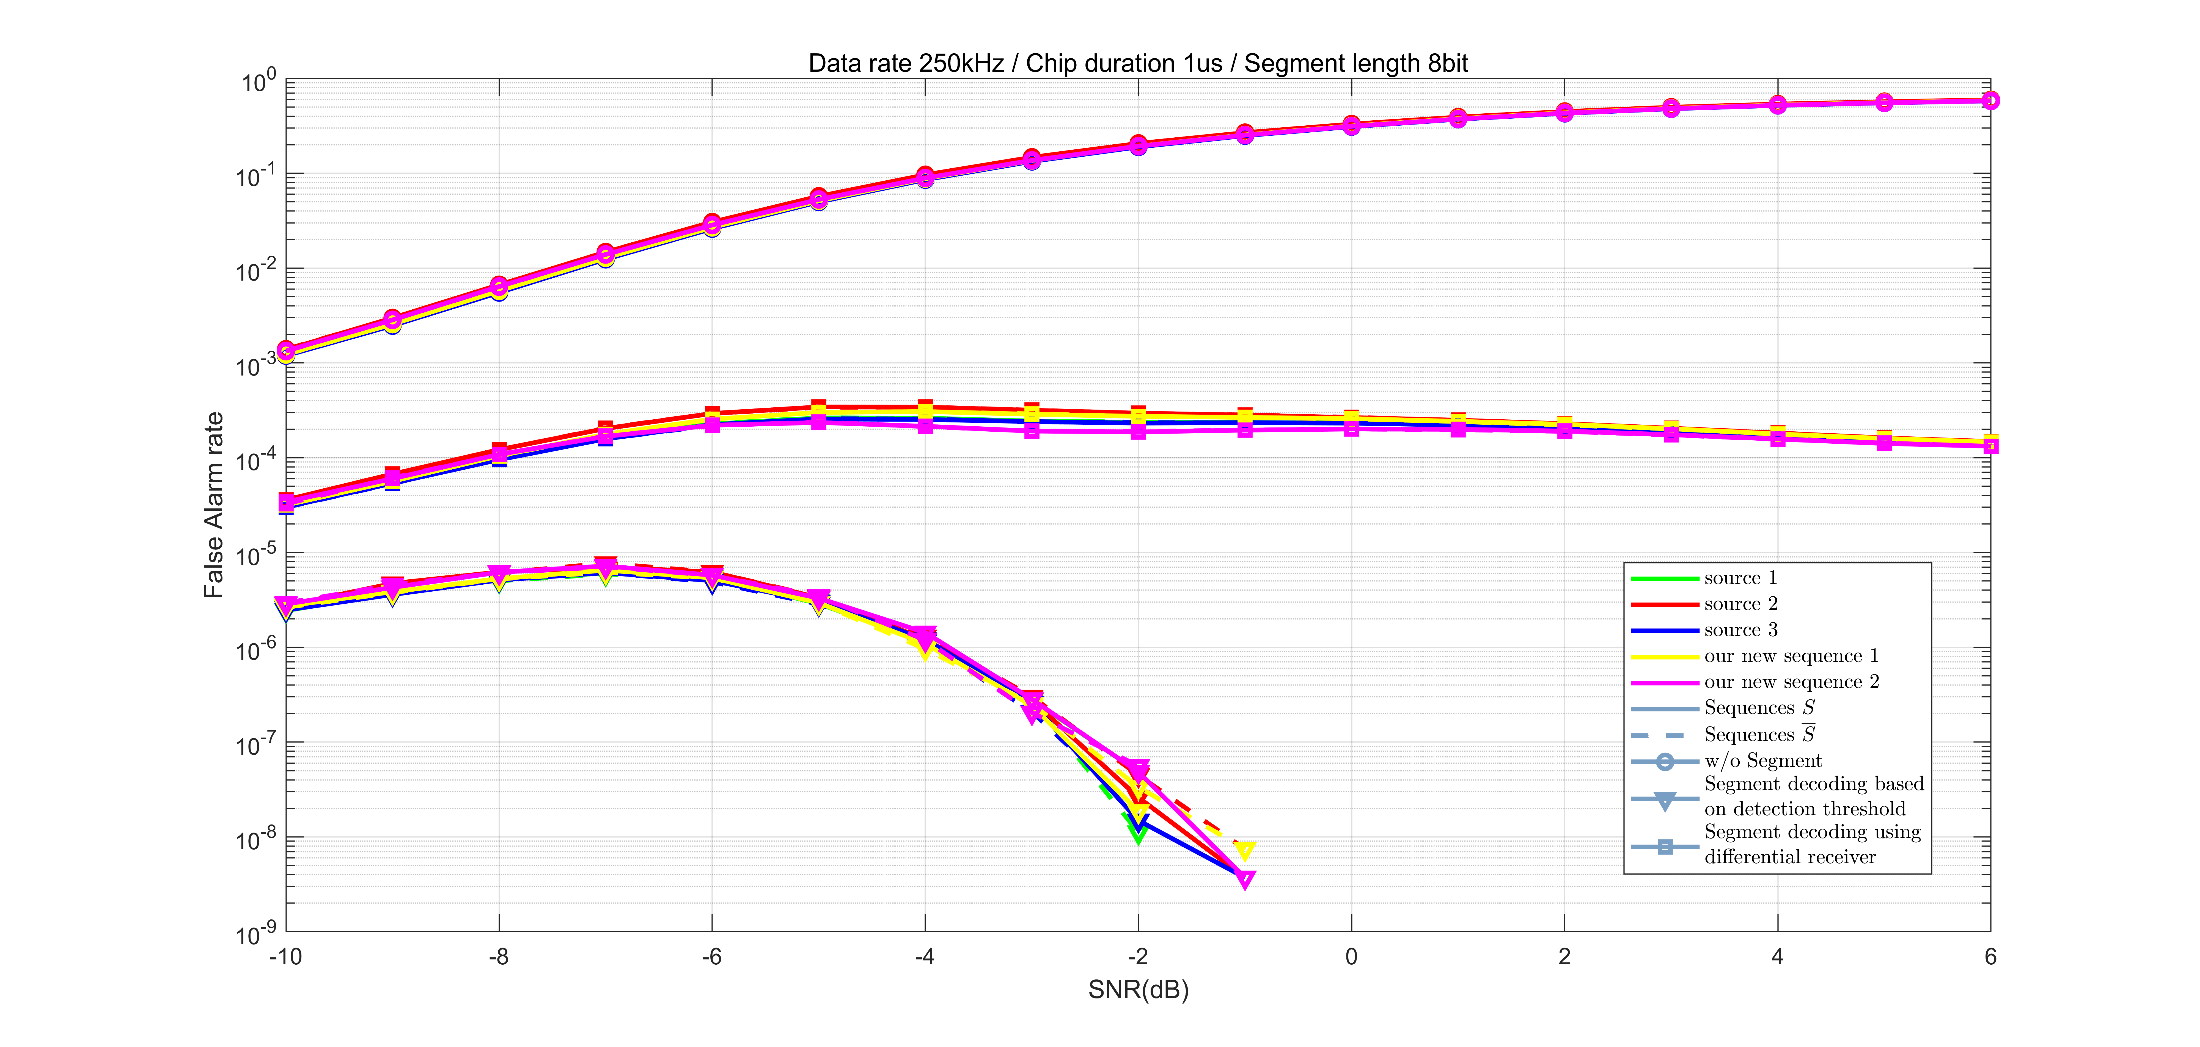 Data rate 250kHz / Chip duration 1us / Segment length 8bit
10^0
10^-1
10^-2
10^-3
10^-4
10^-5
10^-6
10^-7
10^-8
10^-9
False Alarm rate
-10 -8 -6 -4 -2 0 2 4 6
SNR(dB)
source 1
source 2
source 3
our new sequence 1
our new sequence 2
Sequences S
Sequences S̅
w/o Segment
Segment decoding based
on detection threshold
Segment decoding using
differential receiver